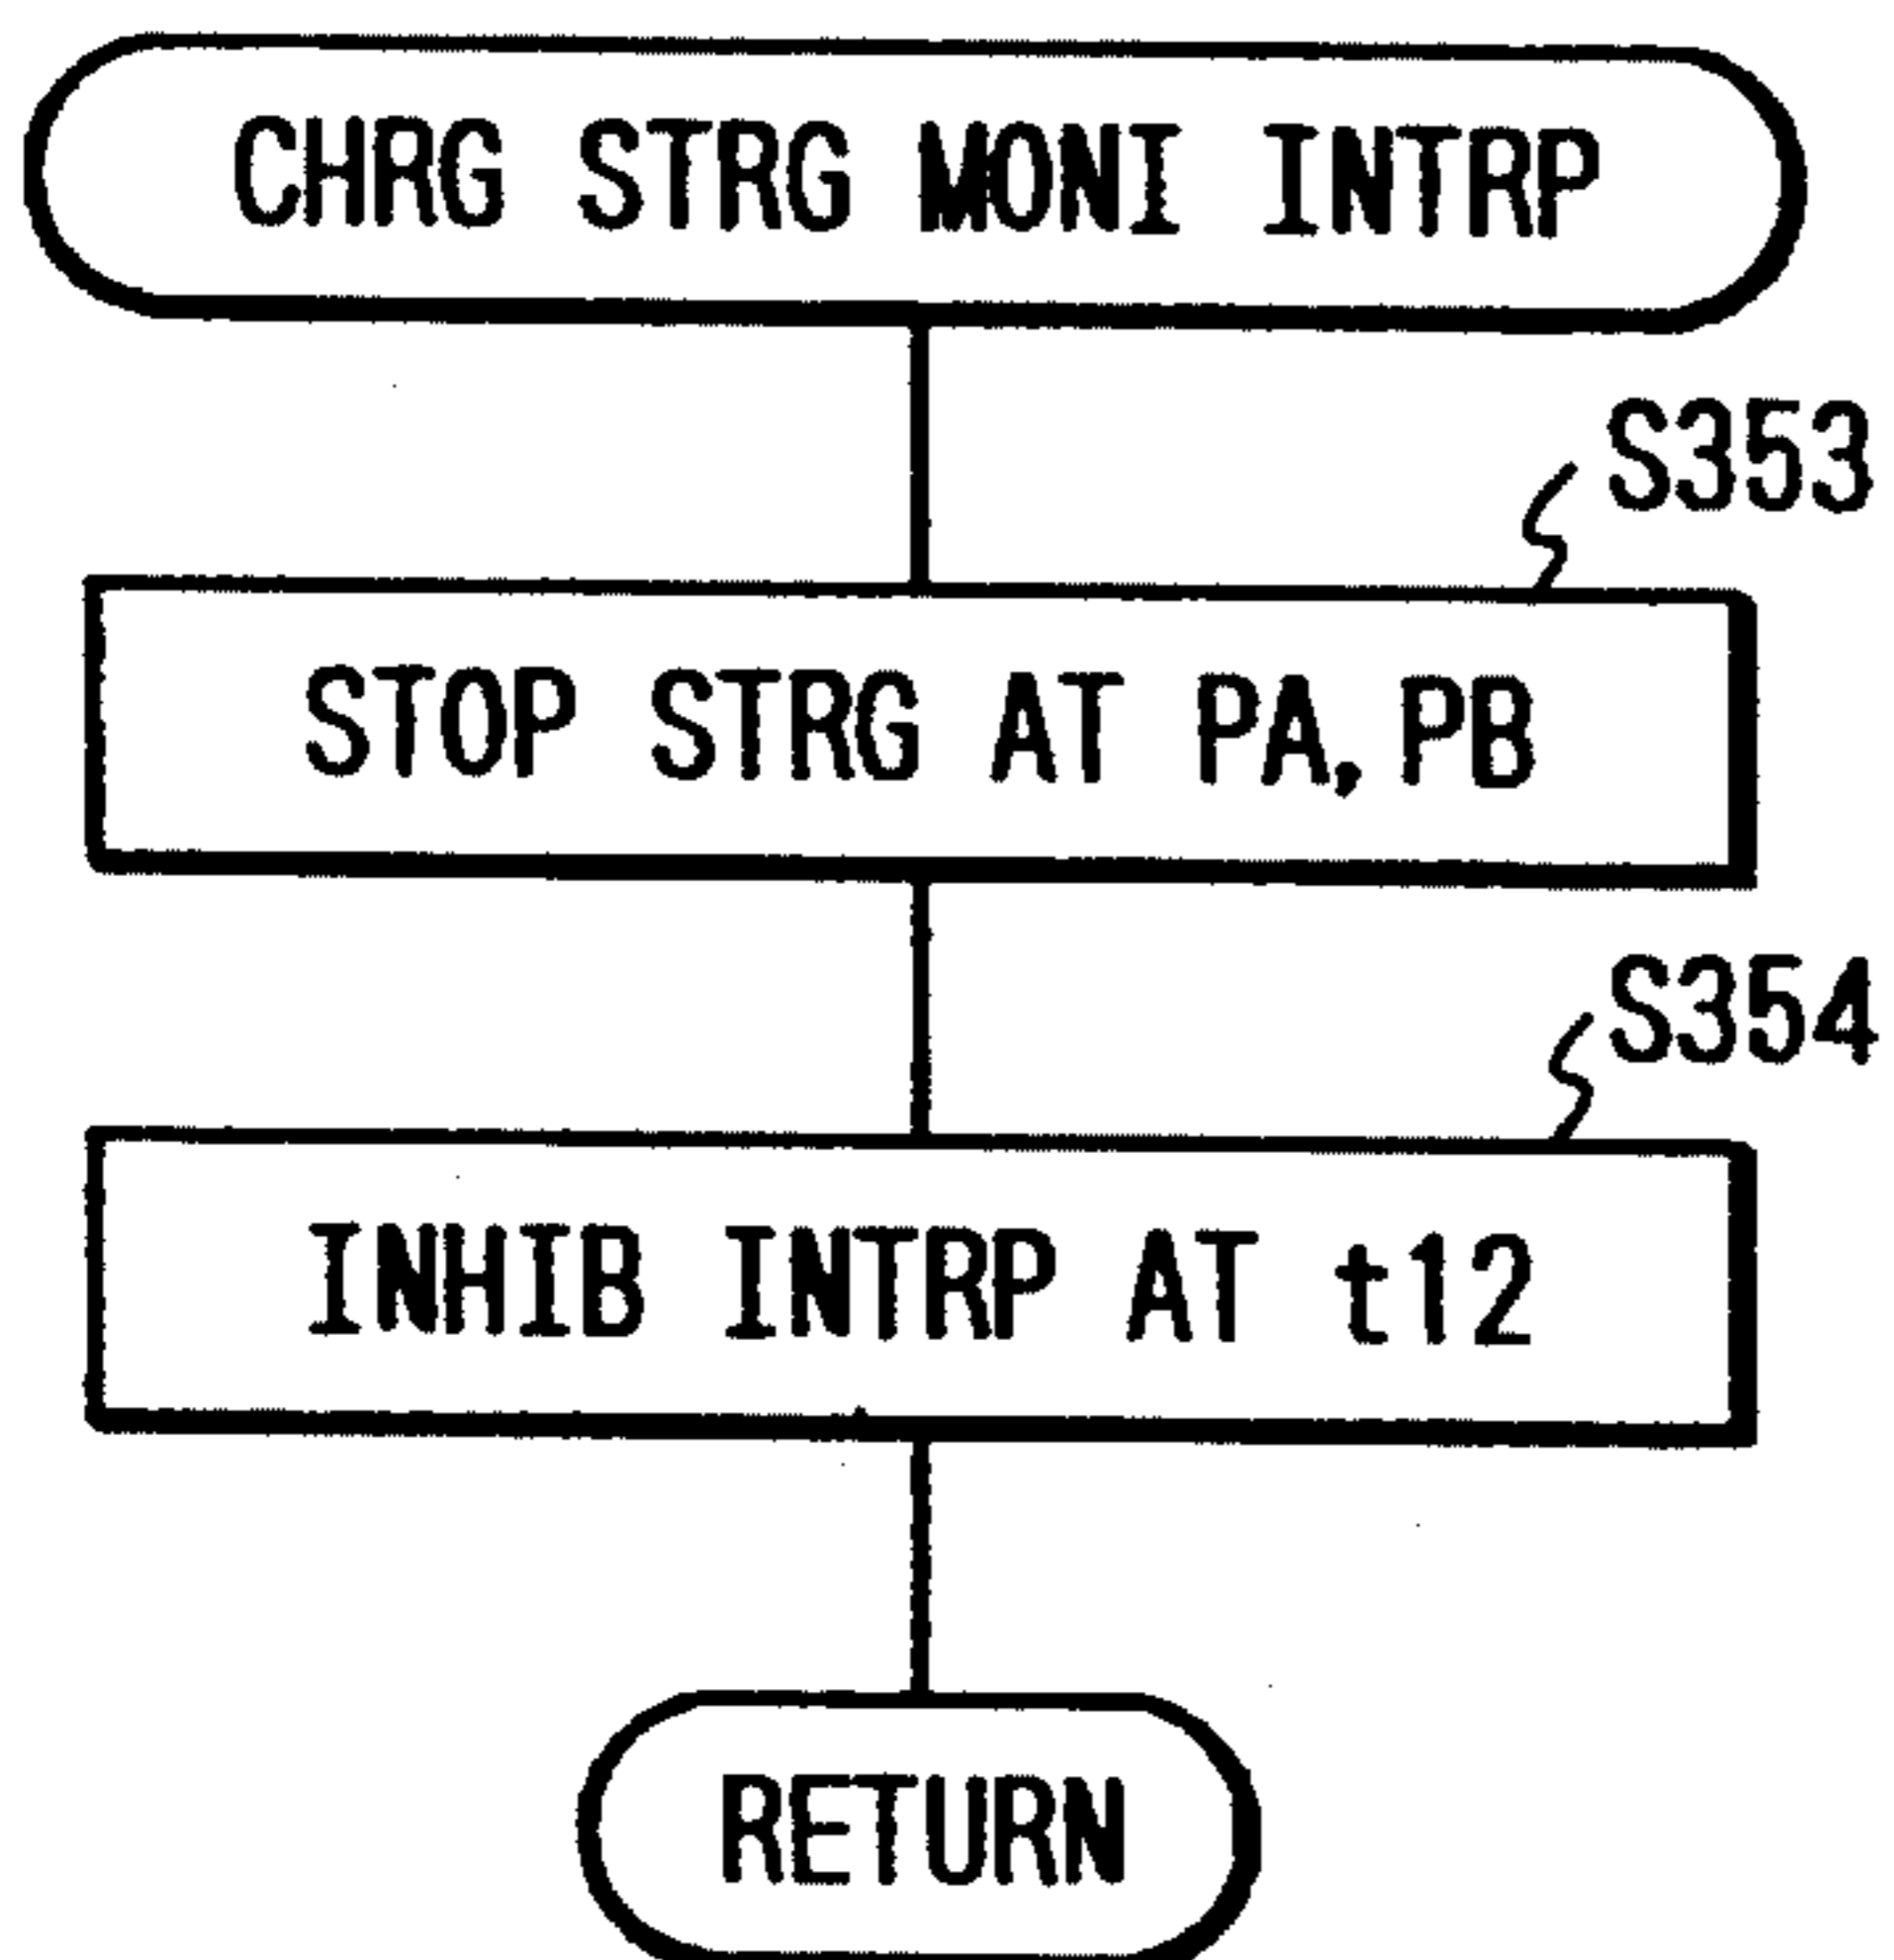 CHRG STRG MONI INTRP
S353
STOP STRG AT PA, PB
S354
INHIB INTRP AT t12
RETURN